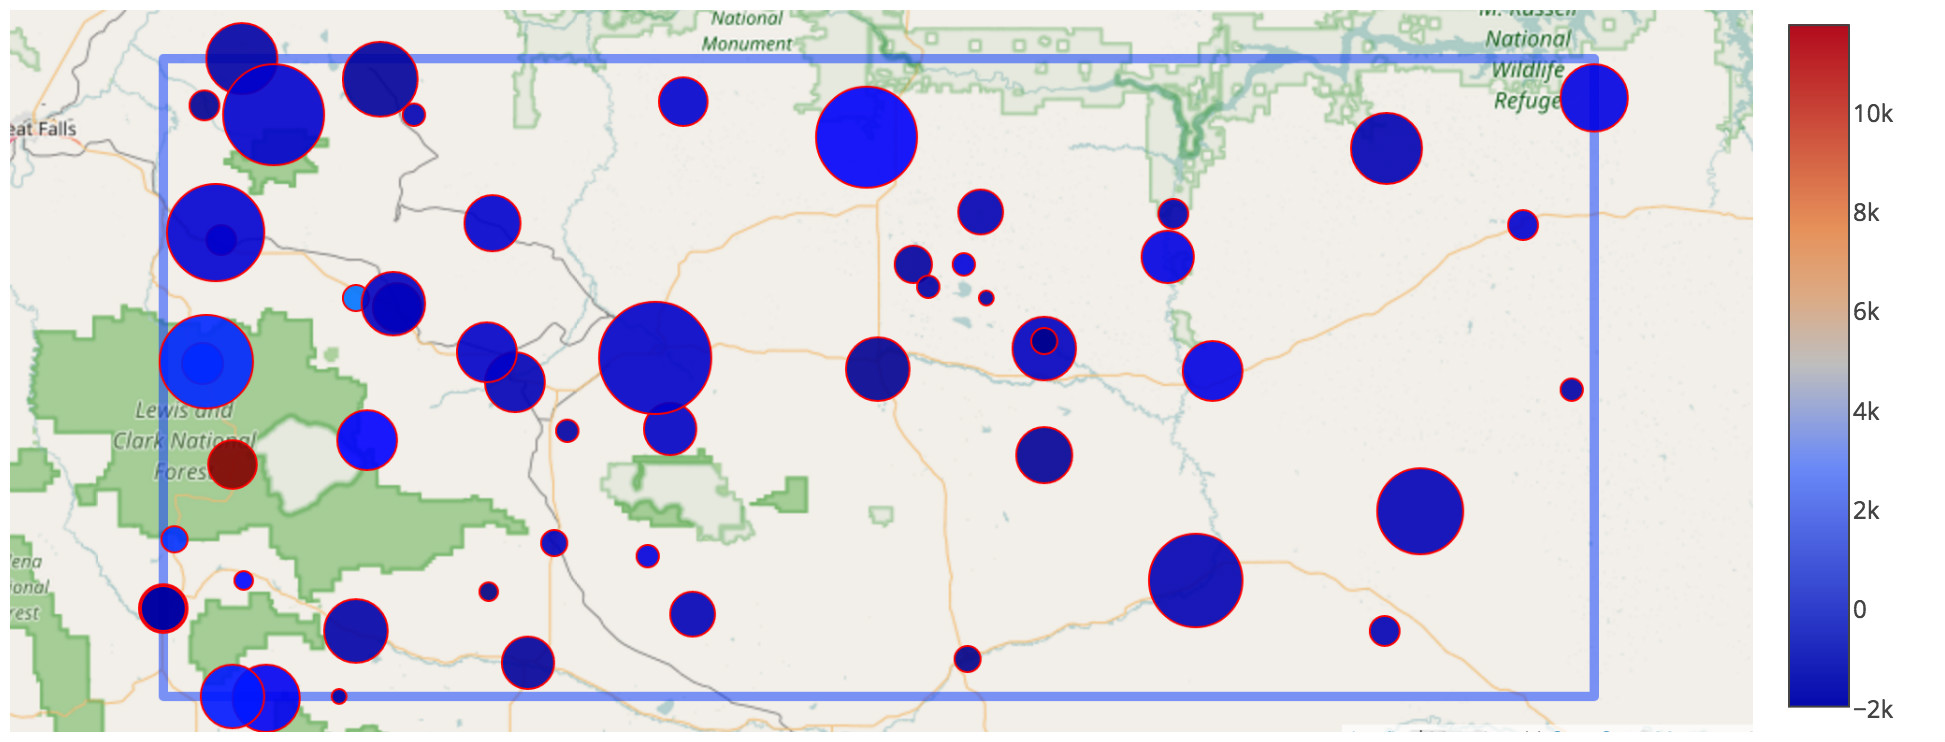 National
Monument
M. Russell
National
Wildlife
Refuge
eat Falls
Lewis and
Clark National
Forest
ena
onal
rest
10k
8k
6k
4k
2k
0
−2k